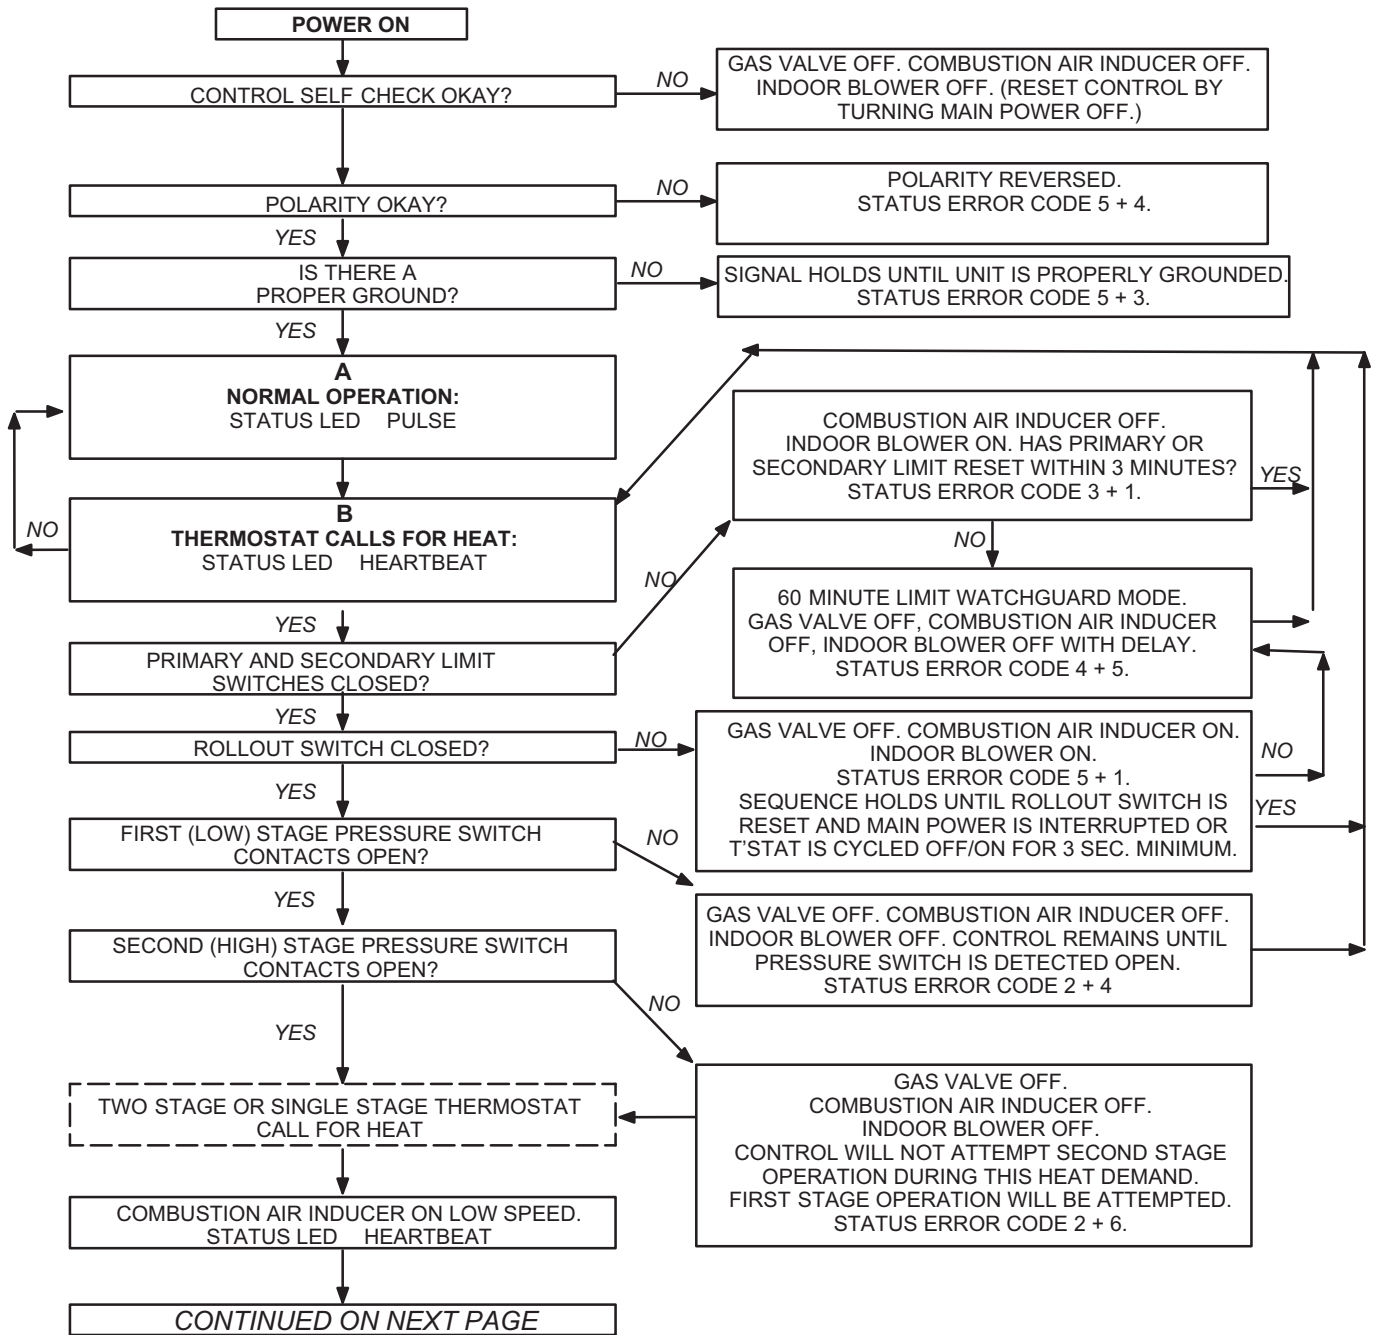 POWER ON
CONTROL SELF CHECK OKAY?
NO
GAS VALVE OFF. COMBUSTION AIR INDUCER OFF.
INDOOR BLOWER OFF. (RESET CONTROL BY
TURNING MAIN POWER OFF.)
POLARITY OKAY?
NO
POLARITY REVERSED.
STATUS ERROR CODE 5 + 4.
YES
IS THERE A
PROPER GROUND?
NO
SIGNAL HOLDS UNTIL UNIT IS PROPERLY GROUNDED.
STATUS ERROR CODE 5 + 3.
YES
A
NORMAL OPERATION:
STATUS LED PULSE
NO
B
THERMOSTAT CALLS FOR HEAT:
STATUS LED HEARTBEAT
COMBUSTION AIR INDUCER OFF.
INDOOR BLOWER ON. HAS PRIMARY OR
SECONDARY LIMIT RESET WITHIN 3 MINUTES?
STATUS ERROR CODE 3 + 1.
YES
NO
NO
60 MINUTE LIMIT WATCHGUARD MODE.
GAS VALVE OFF, COMBUSTION AIR INDUCER
OFF, INDOOR BLOWER OFF WITH DELAY.
STATUS ERROR CODE 4 + 5.
YES
PRIMARY AND SECONDARY LIMIT
SWITCHES CLOSED?
YES
ROLLOUT SWITCH CLOSED?
NO
GAS VALVE OFF. COMBUSTION AIR INDUCER ON.
INDOOR BLOWER ON.
STATUS ERROR CODE 5 + 1.
SEQUENCE HOLDS UNTIL ROLLOUT SWITCH IS
RESET AND MAIN POWER IS INTERRUPTED OR
T'STAT IS CYCLED OFF/ON FOR 3 SEC. MINIMUM.
NO
YES
YES
FIRST (LOW) STAGE PRESSURE SWITCH
CONTACTS OPEN?
NO
GAS VALVE OFF. COMBUSTION AIR INDUCER OFF.
INDOOR BLOWER OFF. CONTROL REMAINS UNTIL
PRESSURE SWITCH IS DETECTED OPEN.
STATUS ERROR CODE 2 + 4
YES
SECOND (HIGH) STAGE PRESSURE SWITCH
CONTACTS OPEN?
NO
YES
GAS VALVE OFF.
COMBUSTION AIR INDUCER OFF.
INDOOR BLOWER OFF.
CONTROL WILL NOT ATTEMPT SECOND STAGE
OPERATION DURING THIS HEAT DEMAND.
FIRST STAGE OPERATION WILL BE ATTEMPTED.
STATUS ERROR CODE 2 + 6.
TWO STAGE OR SINGLE STAGE THERMOSTAT
CALL FOR HEAT
COMBUSTION AIR INDUCER ON LOW SPEED.
STATUS LED HEARTBEAT
CONTINUED ON NEXT PAGE